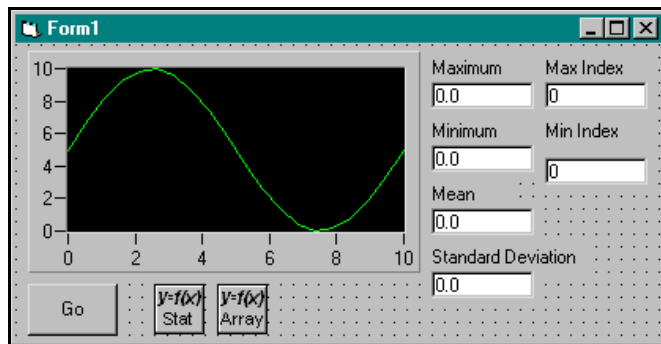 Form1
10
8
6
4
2
0
0 2 4 6 8 10
Maximum
0.0
Max Index
0
Minimum
0.0
Min Index
0
Mean
0.0
Standard Deviation
0.0
Go
y=f(x)
Stat
y=f(x)
Array